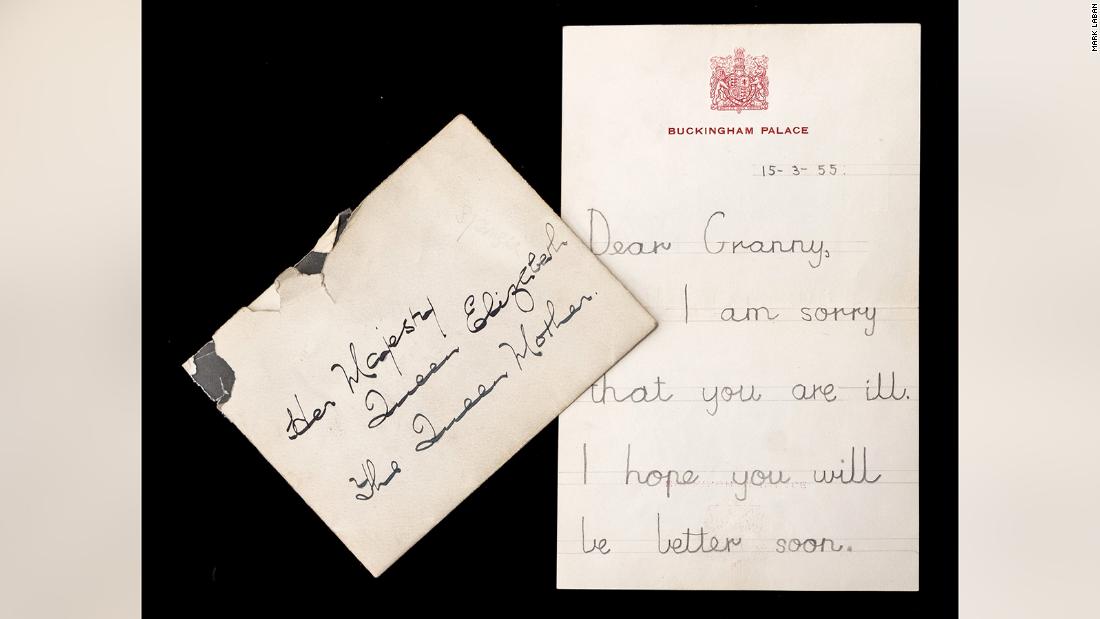 Her Majesty
Queen Elizabeth
The Queen Mother.
BUCKINGHAM PALACE
15-3-55.
Dear Granny,
I am sorry
that you are ill.
I hope you will
be better soon.
MARK LABAN